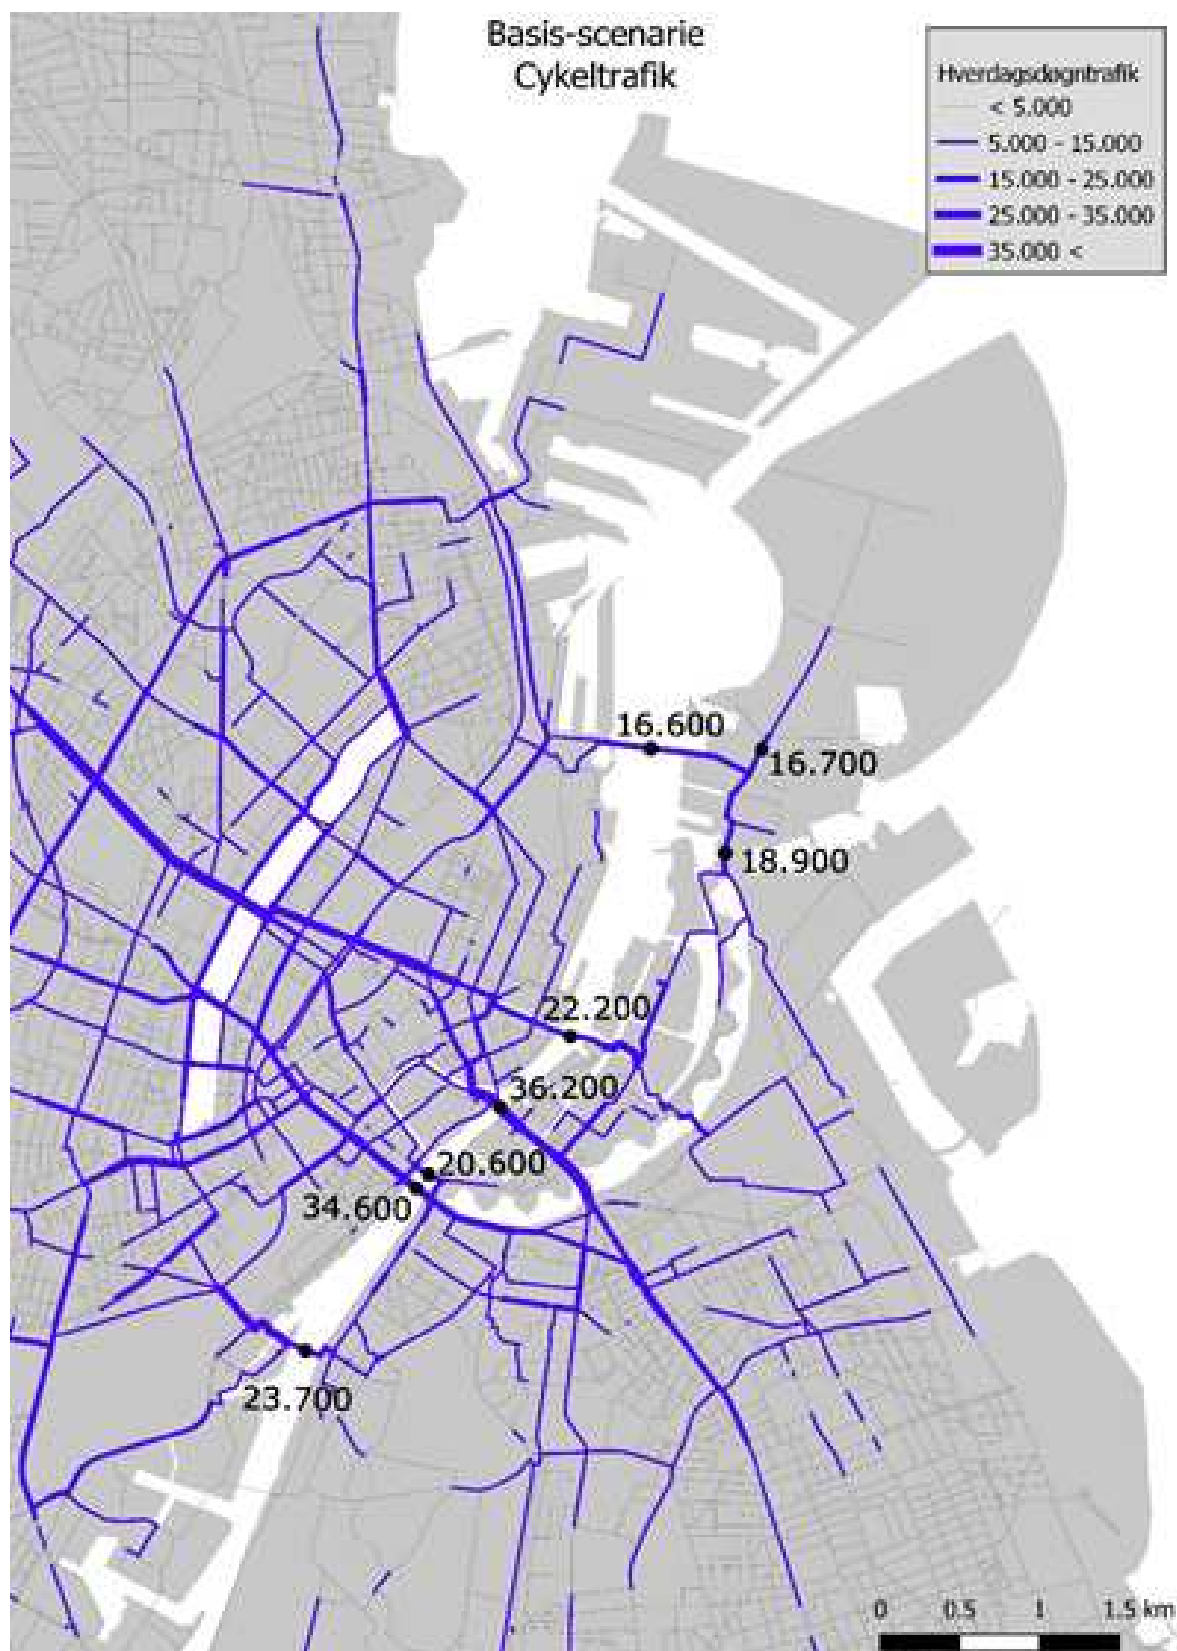 Basis-scenarie
Cykeltrafik
Hverdagsdøgntrafik
< 5.000
5.000 - 15.000
15.000 - 25.000
25.000 - 35.000
35.000 <
16.600
16.700
18.900
22.200
36.200
20.600
34.600
23.700
0 0.5 1 1.5 km